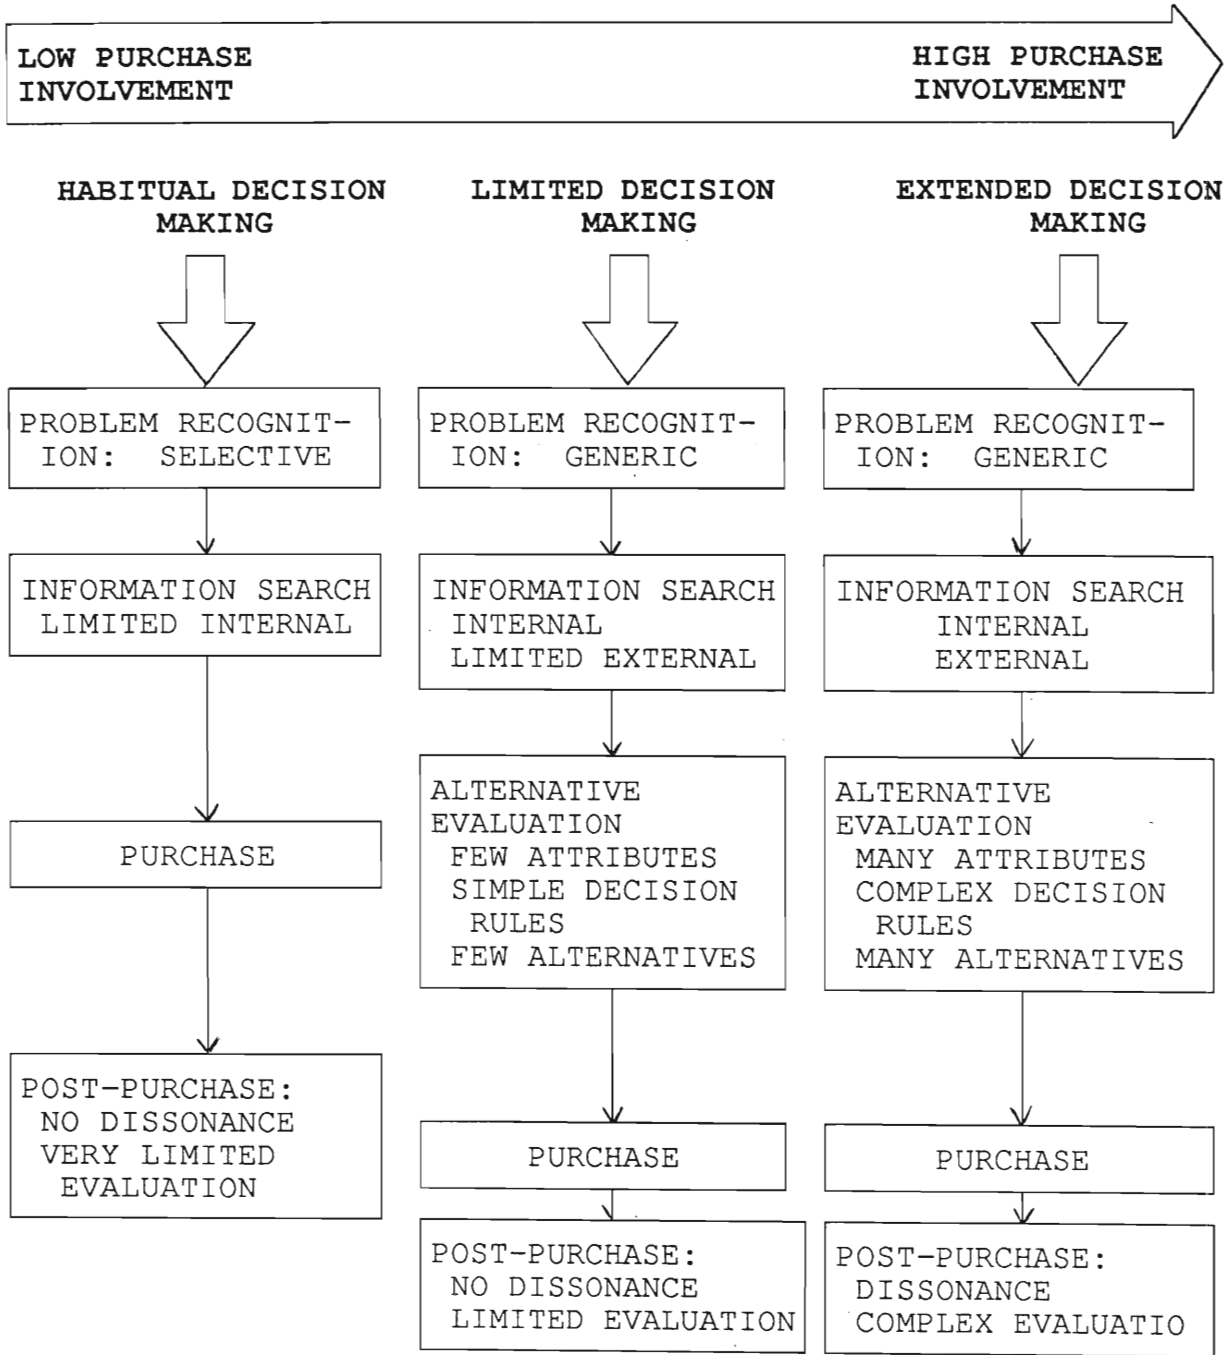 LOW PURCHASE
INVOLVEMENT
HIGH PURCHASE
INVOLVEMENT
HABITUAL DECISION
MAKING
LIMITED DECISION
MAKING
EXTENDED DECISION
MAKING
PROBLEM RECOGNIT-
ION: SELECTIVE
INFORMATION SEARCH
LIMITED INTERNAL
PURCHASE
POST-PURCHASE:
NO DISSONANCE
VERY LIMITED
EVALUATION
PROBLEM RECOGNIT-
ION: GENERIC
INFORMATION SEARCH
INTERNAL
LIMITED EXTERNAL
ALTERNATIVE
EVALUATION
FEW ATTRIBUTES
SIMPLE DECISION
RULES
FEW ALTERNATIVES
PURCHASE
POST-PURCHASE:
NO DISSONANCE
LIMITED EVALUATION
PROBLEM RECOGNIT-
ION: GENERIC
INFORMATION SEARCH
INTERNAL
EXTERNAL
ALTERNATIVE
EVALUATION
MANY ATTRIBUTES
COMPLEX DECISION
RULES
MANY ALTERNATIVES
PURCHASE
POST-PURCHASE:
DISSONANCE
COMPLEX EVALUATIO